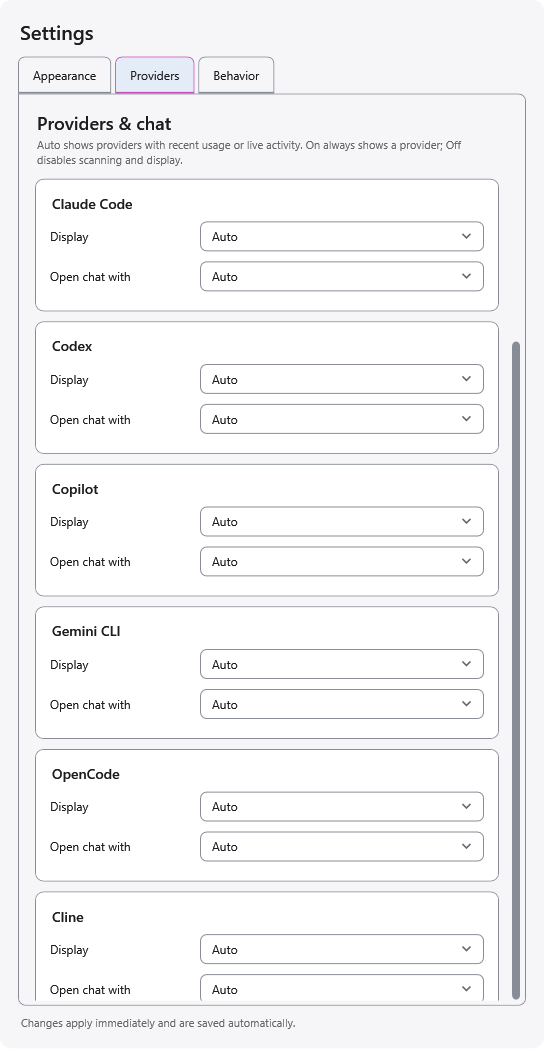 Settings
Appearance
Providers
Behavior
Providers & chat
Auto shows providers with recent usage or live activity. On always shows a provider; Off
disables scanning and display.
Claude Code
Display
Auto
Open chat with
Auto
Codex
Display
Auto
Open chat with
Auto
Copilot
Display
Auto
Open chat with
Auto
Gemini CLI
Display
Auto
Open chat with
Auto
OpenCode
Display
Auto
Open chat with
Auto
Cline
Display
Auto
Open chat with
Auto
Changes apply immediately and are saved automatically.